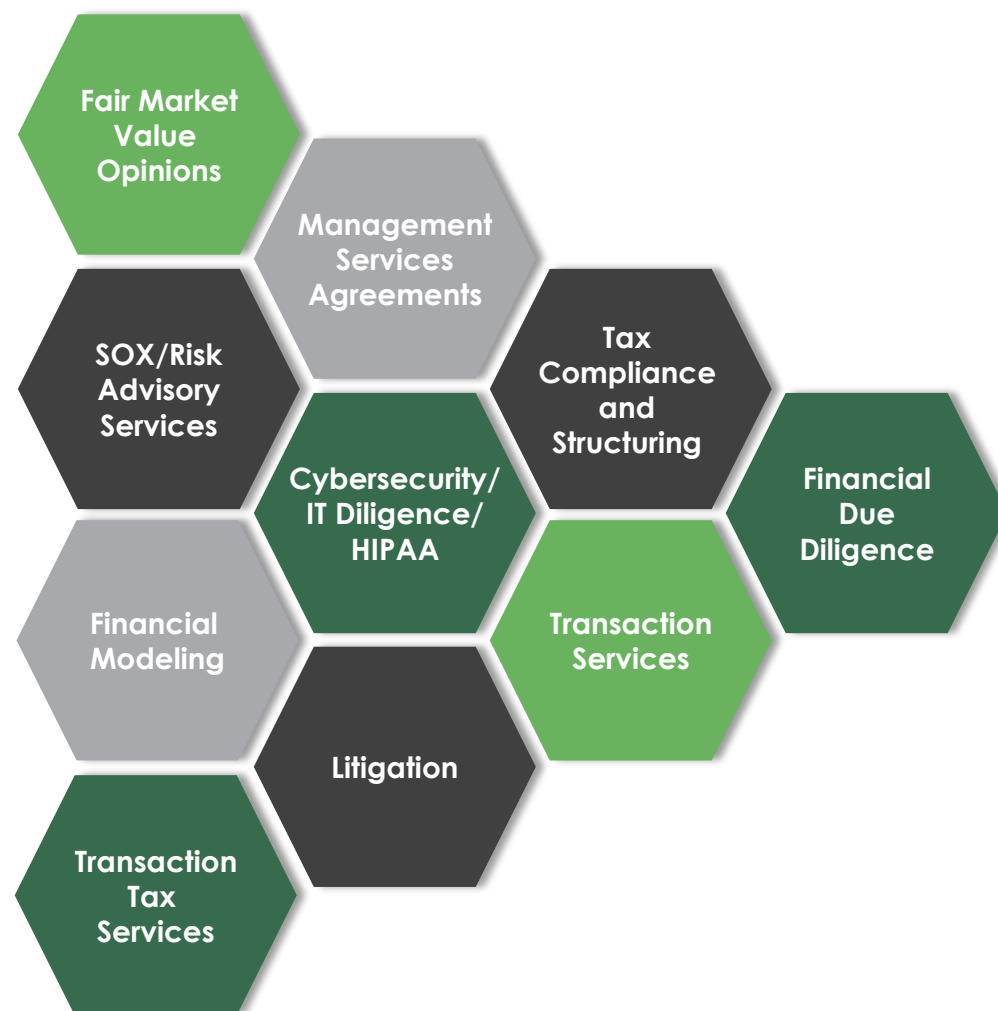 Fair Market
Value
Opinions
Management
Services
Agreements
SOX/Risk
Advisory
Services
Tax
Compliance
and
Structuring
Cybersecurity/
IT Diligence/
HIPAA
Financial
Due
Diligence
Financial
Modeling
Transaction
Services
Litigation
Transaction
Tax
Services